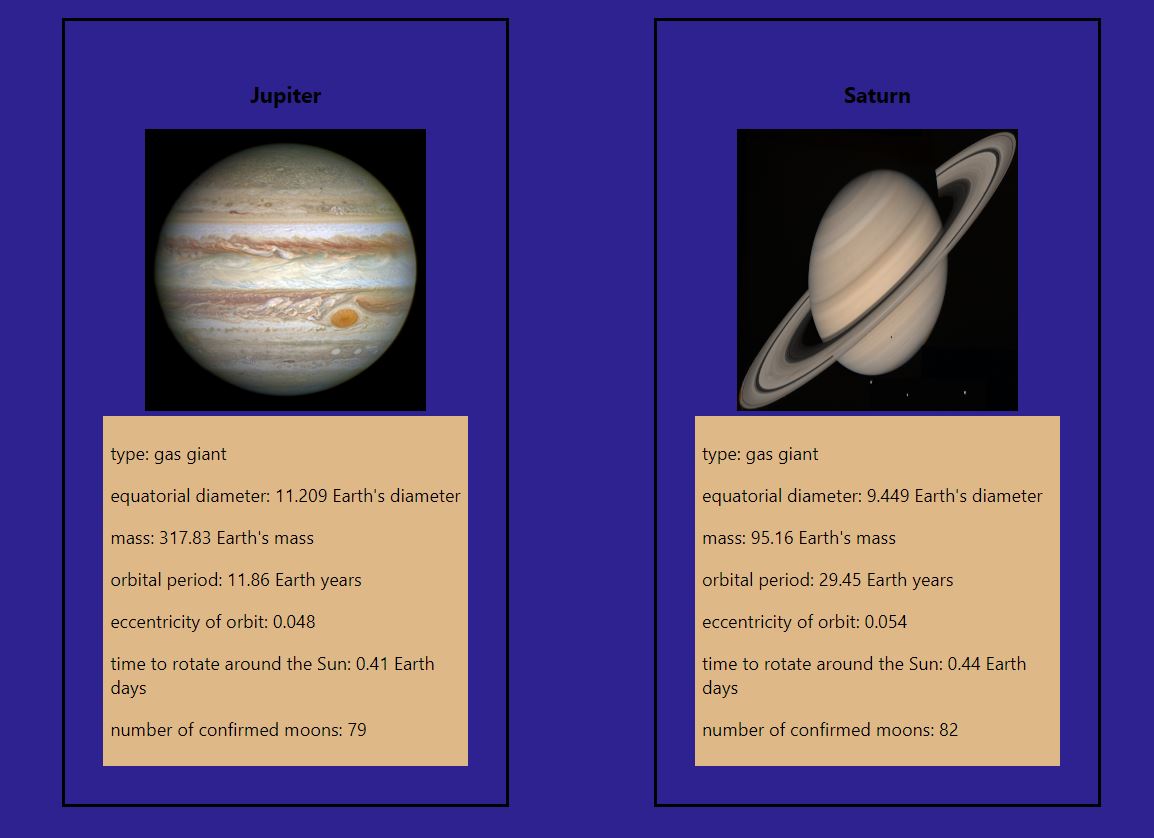 Jupiter
type: gas giant
equatorial diameter: 11.209 Earth's diameter
mass: 317.83 Earth's mass
orbital period: 11.86 Earth years
eccentricity of orbit: 0.048
time to rotate around the Sun: 0.41 Earth
days
number of confirmed moons: 79
Saturn
type: gas giant
equatorial diameter: 9.449 Earth's diameter
mass: 95.16 Earth's mass
orbital period: 29.45 Earth years
eccentricity of orbit: 0.054
time to rotate around the Sun: 0.44 Earth
days
number of confirmed moons: 82